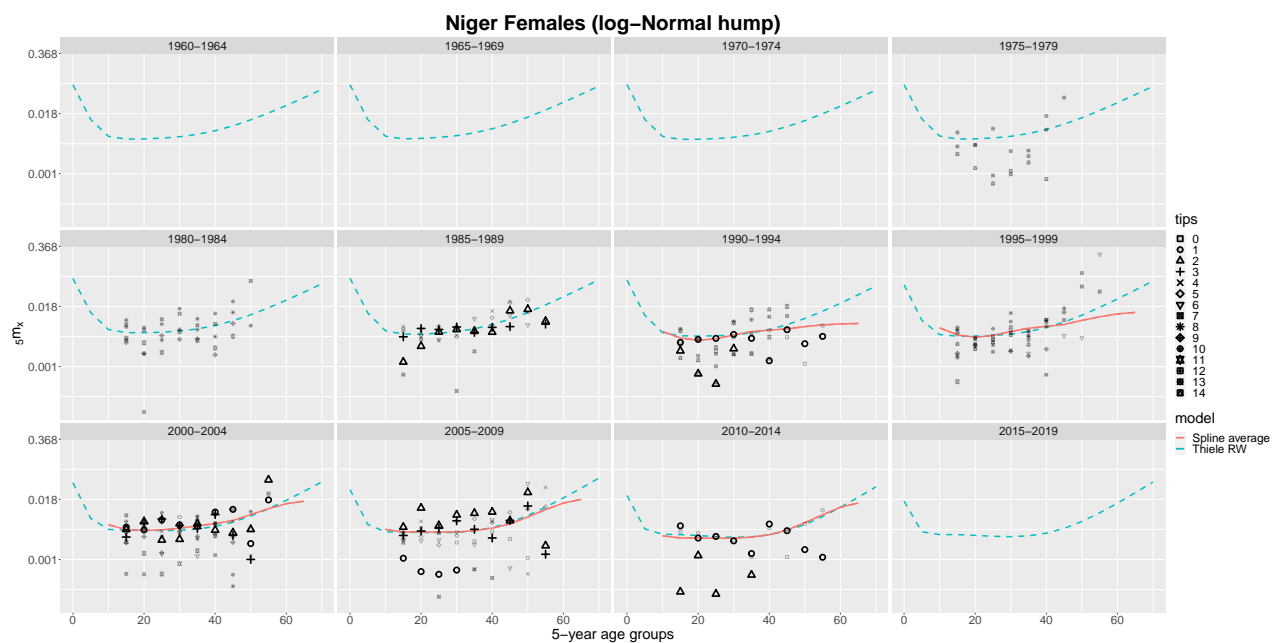 Niger Females (log−Normal hump)
1960−1964 1965−1969 1970−1974 1975−1979
0.368
0.018
0.001
1980−1984 1985−1989 1990−1994 1995−1999
0.368
0.018
0.001
2000−2004 2005−2009 2010−2014 2015−2019
0.368
0.018
0.001
0 20 40 60 0 20 40 60 0 20 40 60 0 20 40 60
5−year age groups
5mx
tips
0
1
2
3
4
5
6
7
8
9
10
11
12
13
14
model
Spline average
Thiele RW